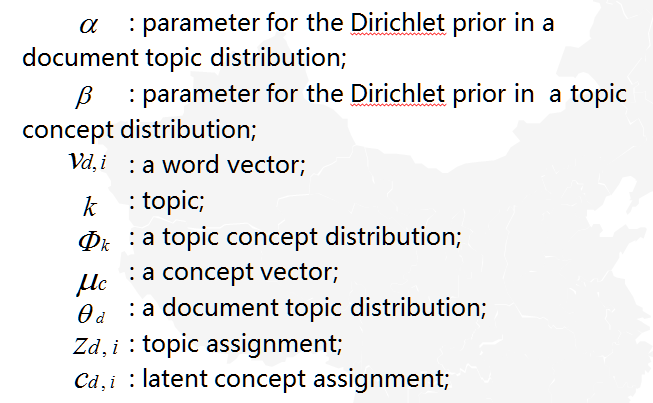 α : parameter for the Dirichlet prior in a
document topic distribution;
β : parameter for the Dirichlet prior in a topic
concept distribution;
Vd,i : a word vector;
k : topic;
Φk : a topic concept distribution;
μc : a concept vector;
θd : a document topic distribution;
Zd,i : topic assignment;
Cd,i : latent concept assignment;